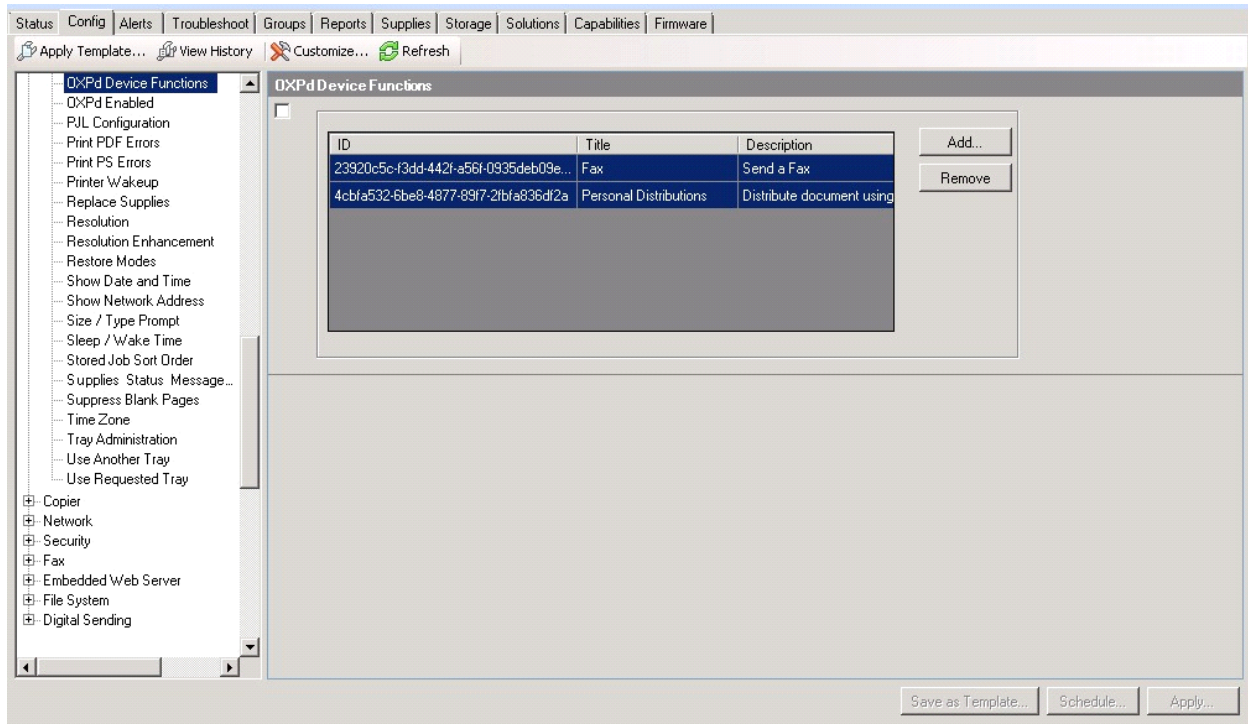 Status Config Alerts Troubleshoot Groups Reports Supplies Storage Solutions Capabilities Firmware
Apply Template... View History Customize... Refresh
OXPd Device Functions
OXPd Enabled
PJL Configuration
Print PDF Errors
Print PS Errors
Printer Wakeup
Replace Supplies
Resolution
Resolution Enhancement
Restore Modes
Show Date and Time
Show Network Address
Size / Type Prompt
Sleep / Wake Time
Stored Job Sort Order
Supplies Status Message...
Suppress Blank Pages
Time Zone
Tray Administration
Use Another Tray
Use Requested Tray
Copier
Network
Security
Fax
Embedded Web Server
File System
Digital Sending
OXPd Device Functions
ID Title Description
23920c5c-f3dd-442f-a56f-0935deb09e... Fax Send a Fax
4cbfa532-6be8-4877-89f7-2fbfa836df2a Personal Distributions Distribute document using
Add...
Remove
Save as Template... Schedule... Apply...